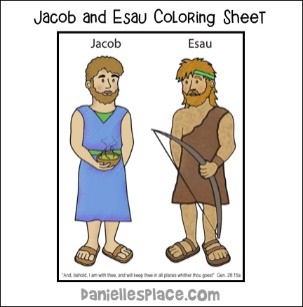 Jacob and Esau Coloring Sheet
Jacob Esau
"And, behold, I am with thee, and will keep thee in all places whither thou goest" Gen. 28:15a
DANIELLESPLACE.COM